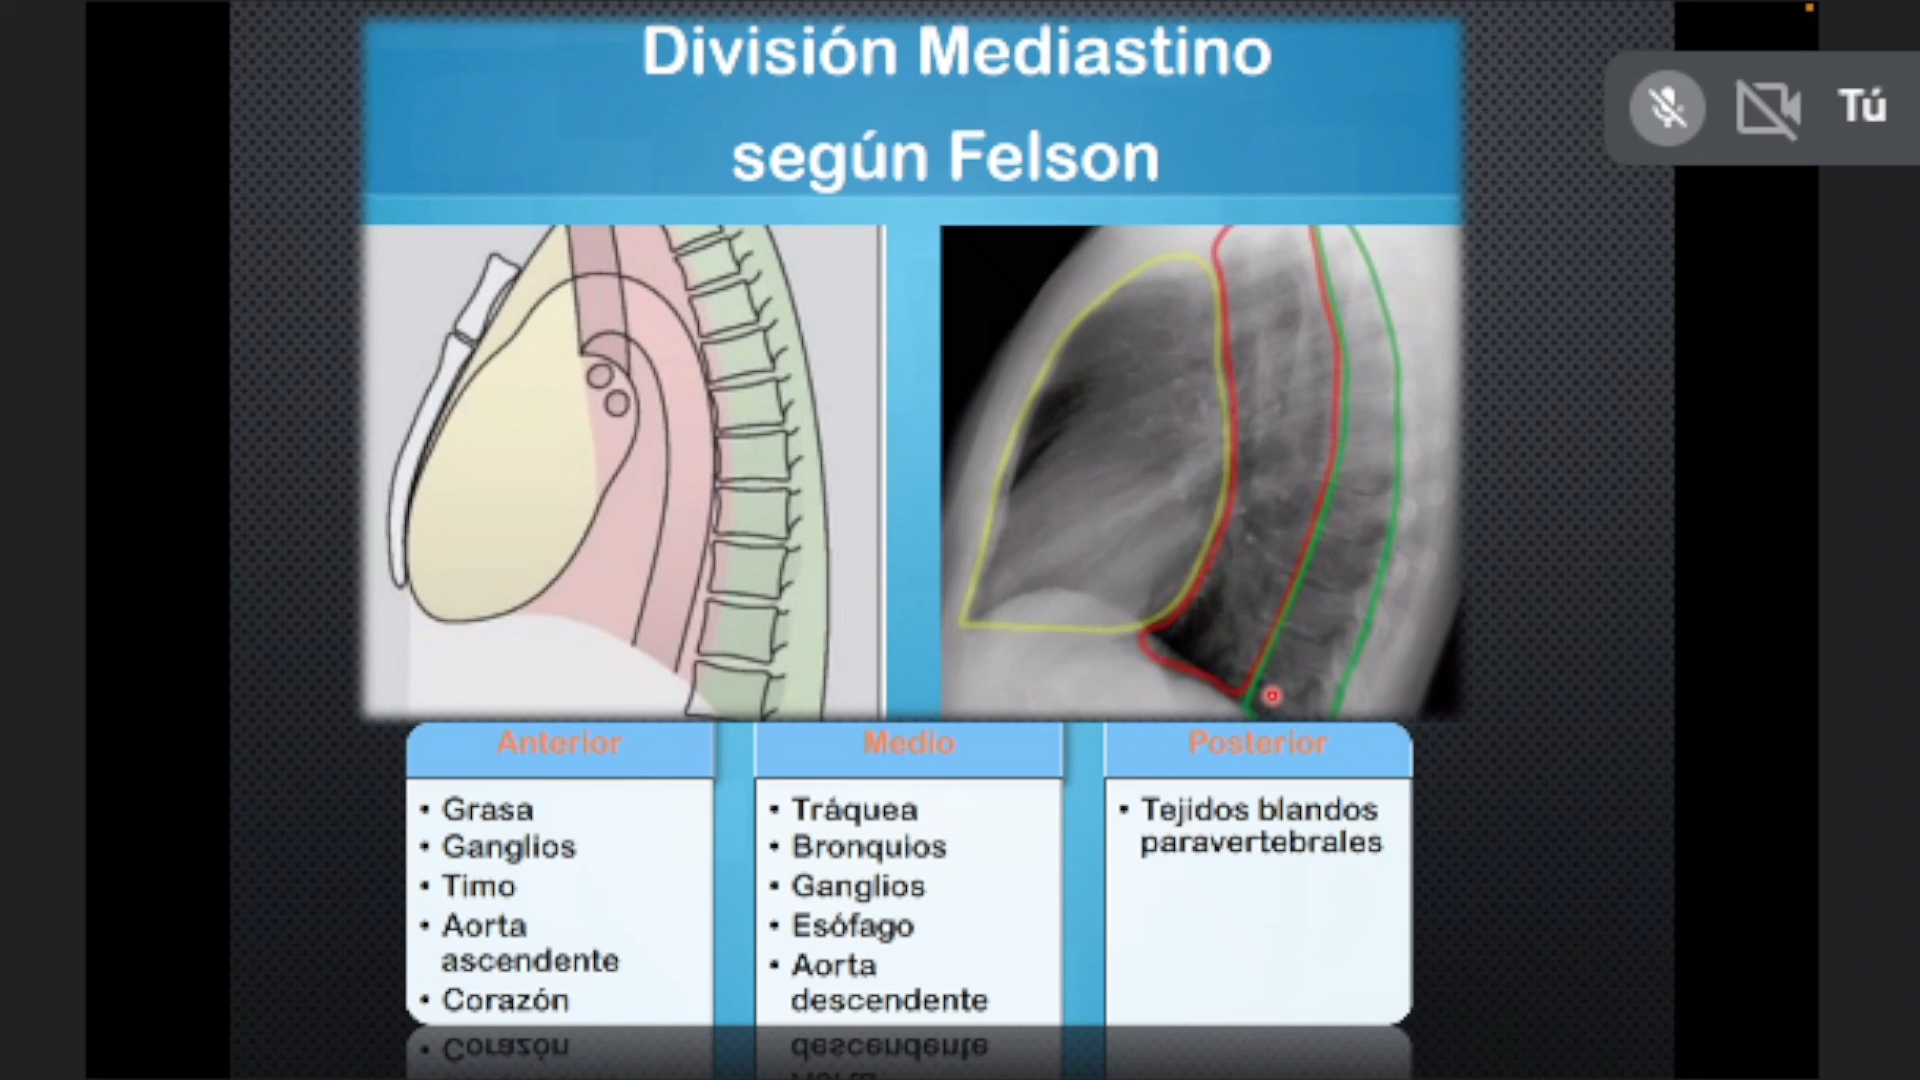 División Mediastino
según Felson
Tú
Anterior
• Grasa
• Ganglios
• Timo
• Aorta
ascendente
• Corazón
Medio
• Tráquea
• Bronquios
• Ganglios
• Esófago
• Aorta
descendente
Posterior
• Tejidos blandos
paravertebrales